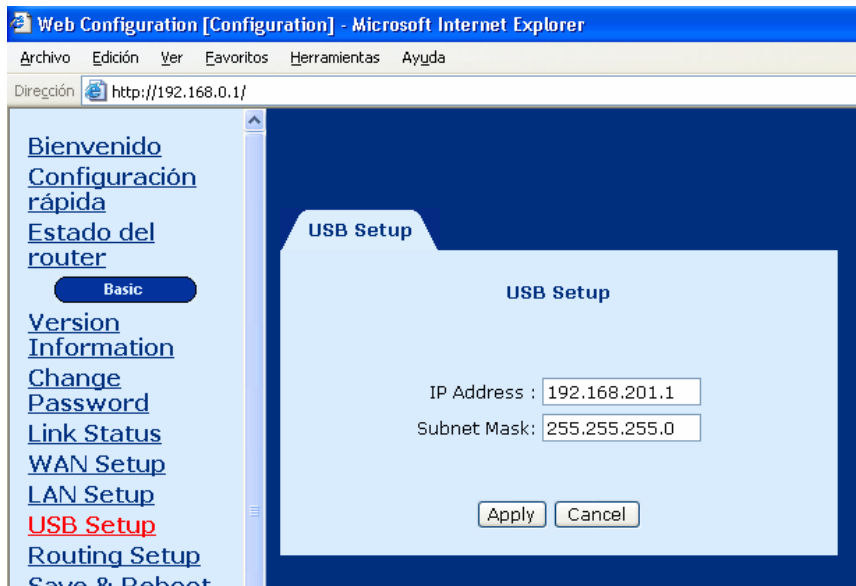 Web Configuration [Configuration] - Microsoft Internet Explorer
Archivo Edición Ver Favoritos Herramientas Ayuda
Dirección http://192.168.0.1/
Bienvenido
Configuración
rápida
Estado del
router
Basic
Version
Information
Change
Password
Link Status
WAN Setup
LAN Setup
USB Setup
Routing Setup
Save & Reboot
USB Setup
USB Setup
IP Address : 192.168.201.1
Subnet Mask: 255.255.255.0
Apply Cancel